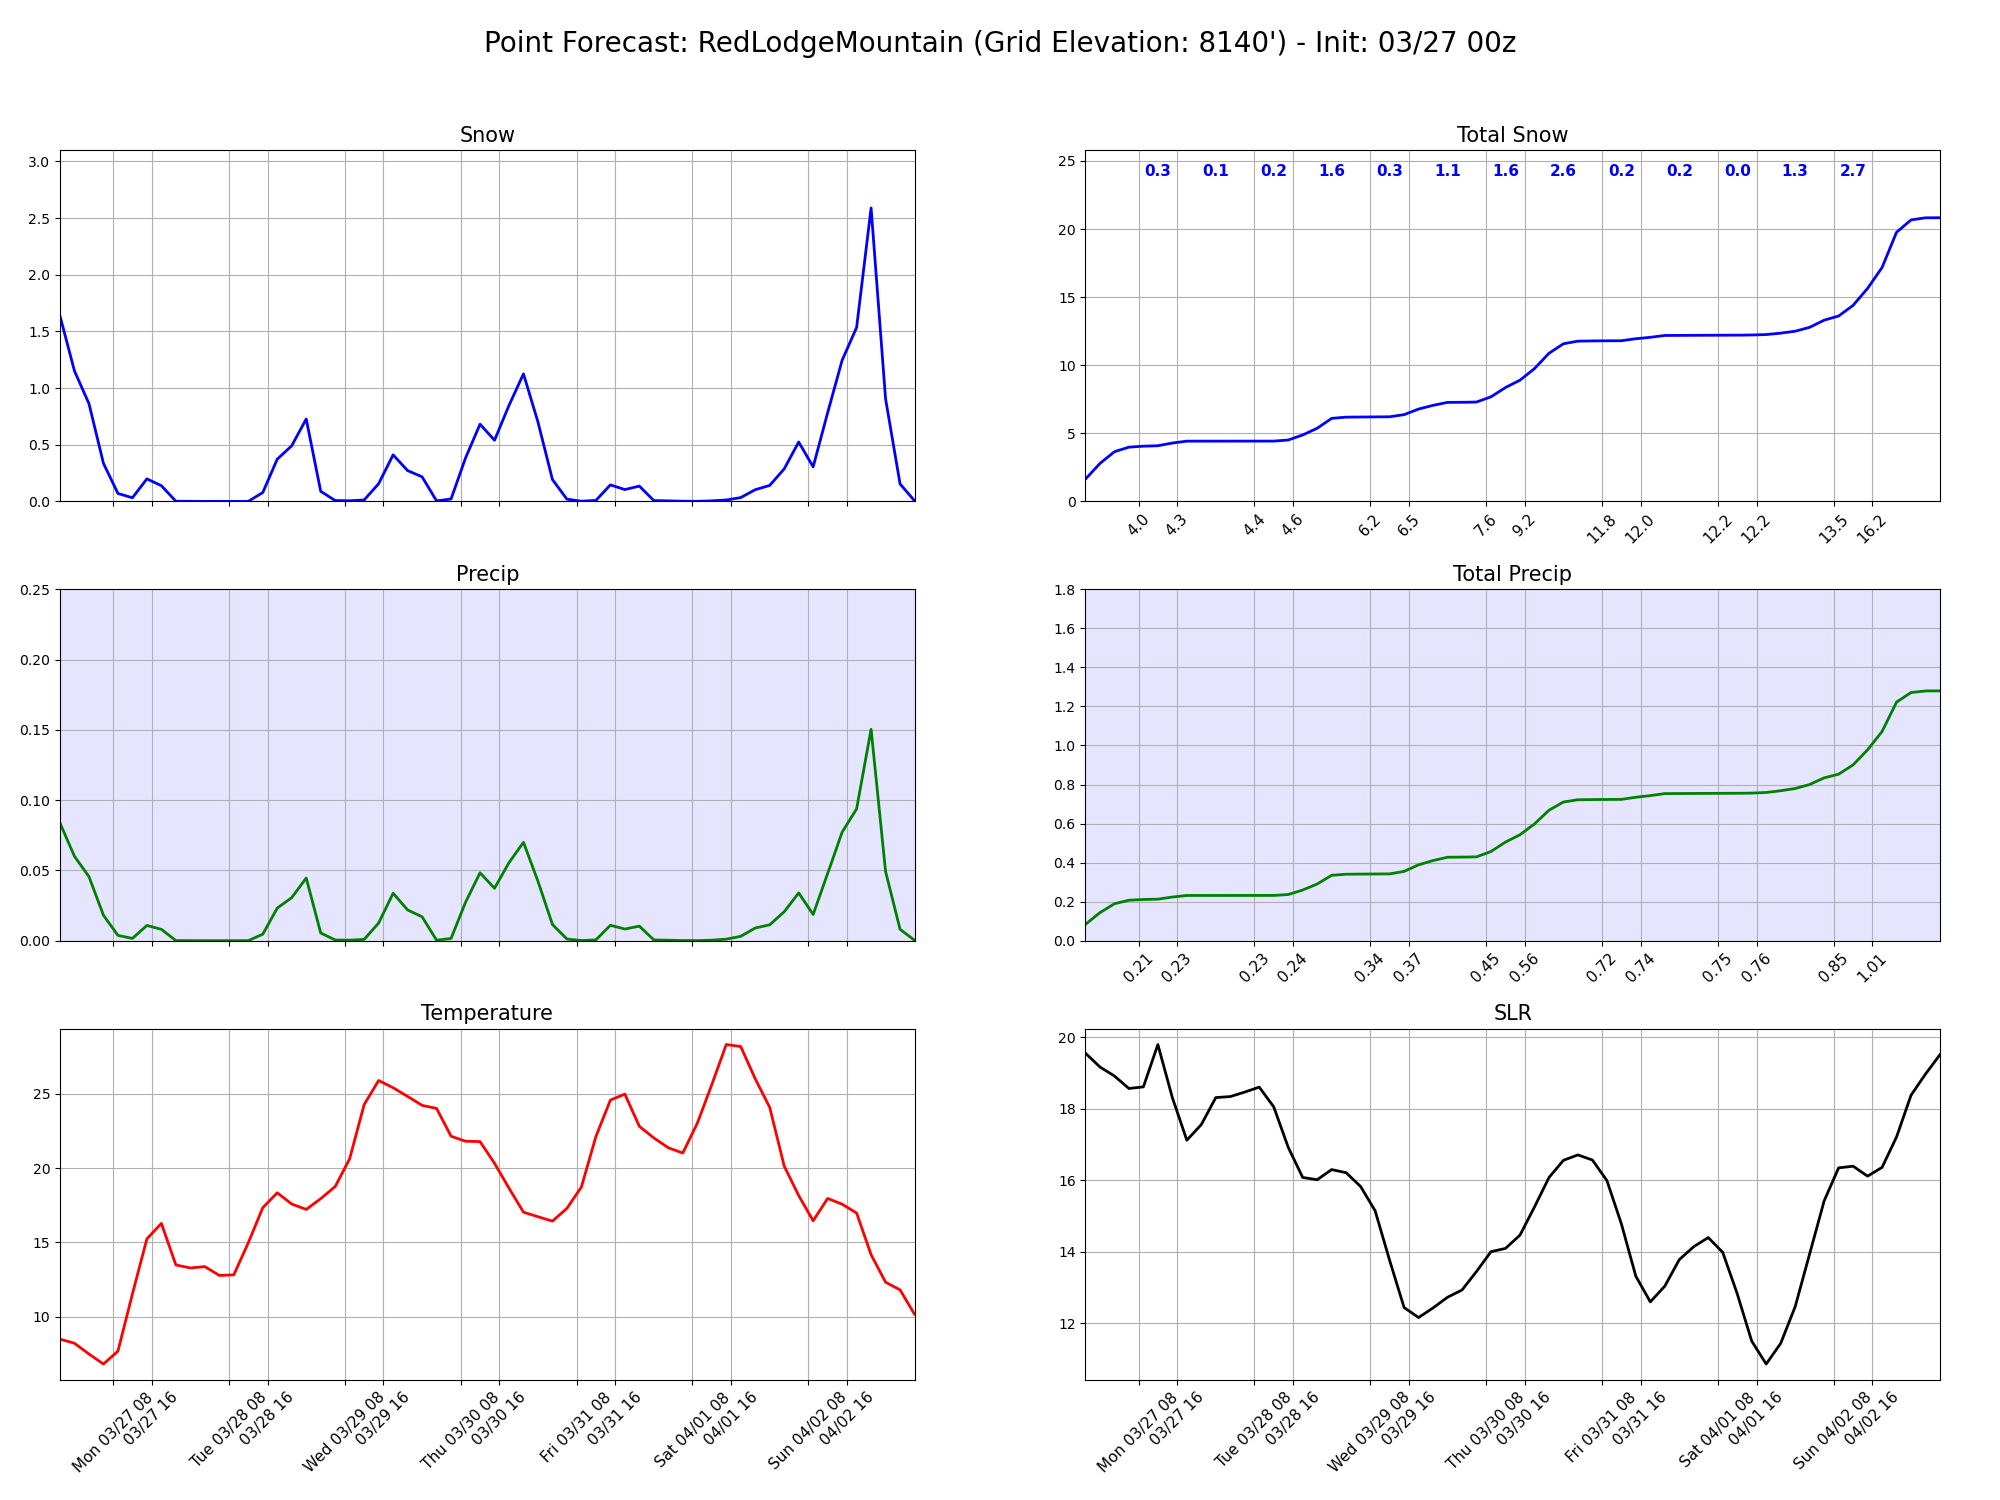 Point Forecast: RedLodgeMountain (Grid Elevation: 8140') - Init: 03/27 00z
Snow
3.0
2.5
2.0
1.5
1.0
0.5
0.0
Total Snow
25
20
15
10
5
0
0.3 0.1 0.2 1.6 0.3 1.1 1.6 2.6 0.2 0.2 0.0 1.3 2.7
4.0 4.3 4.4 4.6 6.2 6.5 7.6 9.2 11.8 12.0 12.2 12.2 13.5 16.2
Precip
0.25
0.20
0.15
0.10
0.05
0.00
Total Precip
1.8
1.6
1.4
1.2
1.0
0.8
0.6
0.4
0.2
0.0
0.21 0.23 0.23 0.24 0.34 0.37 0.45 0.56 0.72 0.74 0.75 0.76 0.85 1.01
Temperature
25
20
15
10
Mon 03/27 08
03/27 16
Tue 03/28 08
03/28 16
Wed 03/29 08
03/29 16
Thu 03/30 08
03/30 16
Fri 03/31 08
03/31 16
Sat 04/01 08
04/01 16
Sun 04/02 08
04/02 16
SLR
20
18
16
14
12
Mon 03/27 08
03/27 16
Tue 03/28 08
03/28 16
Wed 03/29 08
03/29 16
Thu 03/30 08
03/30 16
Fri 03/31 08
03/31 16
Sat 04/01 08
04/01 16
Sun 04/02 08
04/02 16